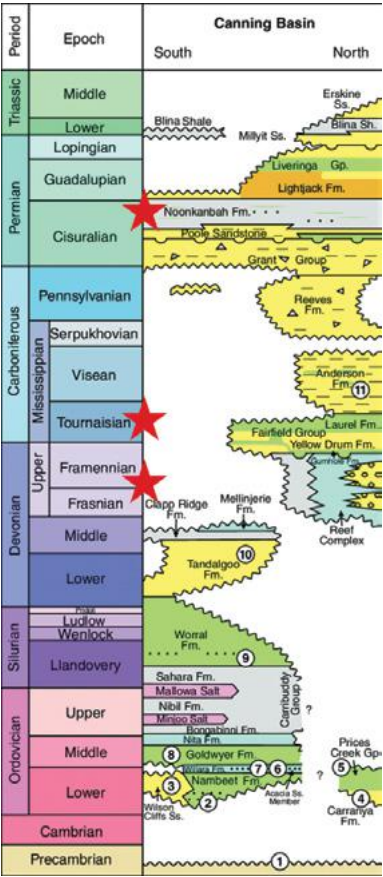 Period
Epoch
Canning Basin
South
North
Triassic
Middle
Lower
Permian
Lopingian
Guadalupian
Cisuralian
Carboniferous
Pennsylvanian
Mississippian
Serpukhovian
Visean
Tournaisian
Devonian
Upper
Framennian
Frasnian
Middle
Lower
Silurian
Ludlow
Wenlock
Llandovery
Ordovician
Upper
Middle
Lower
Cambrian
Precambrian
Erskine
Ss.
Blina Shale
Blina Sh.
Millyit Ss.
Liveringa Gp.
Lightjack Fm.
Noonkanbah Fm.
Poole Sandstone
Grant Group
Reeves
Fm.
Anderson
Fm.
11
Laurel Fm.
Fairfield Group
Yellow Drum Fm.
Gumhole Fm.
Clapp Ridge
Fm.
Mellinjerie
Fm.
Reef
Complex
10
Tandalgoo
Fm.
Worral
Fm.
9
Sahara Fm.
Mallowa Salt
Nibil Fm.
Minjoo Salt
Bongabinni Fm.
Carribuddy
Group
?
Nita Fm.
8
Goldwyer Fm.
Willara Fm.
7
6
3
Nambeet Fm.
2
Acacia Ss.
Member
Wilson
Cliffs Ss.
?
Prices
Creek Gp.
5
4
Carranya
Fm.
1